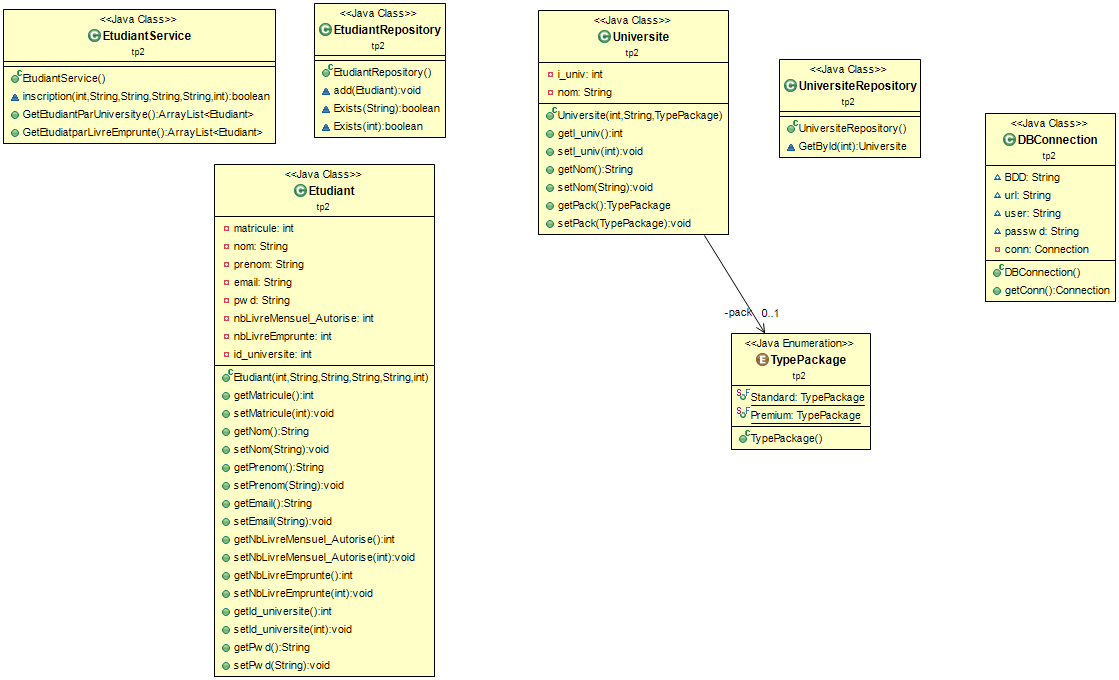 <<Java Class>>
EtudiantService
tp2
EtudiantService()
inscription(int,String,String,String,String,int):boolean
GetEtudiantParUniversitye():ArrayList<Etudiant>
GetEtudiatparLivreEmprunte():ArrayList<Etudiant>
<<Java Class>>
EtudiantRepository
tp2
EtudiantRepository()
add(Etudiant):void
Exists(String):boolean
Exists(int):boolean
<<Java Class>>
Universite
tp2
i_univ: int
nom: String
Universite(int,String,TypePackage)
getI_univ():int
setI_univ(int):void
getNom():String
setNom(String):void
getPack():TypePackage
setPack(TypePackage):void
<<Java Class>>
UniversiteRepository
tp2
UniversiteRepository()
GetById(int):Universite
<<Java Class>>
DBConnection
tp2
BDD: String
url: String
user: String
passwd: String
conn: Connection
DBConnection()
getConn():Connection
<<Java Class>>
Etudiant
tp2
matricule: int
nom: String
prenom: String
email: String
pwd: String
nbLivreMensuel_Autorise: int
nbLivreEmprunte: int
id_universite: int
Etudiant(int,String,String,String,String,int)
getMatricule():int
setMatricule(int):void
getNom():String
setNom(String):void
getPrenom():String
setPrenom(String):void
getEmail():String
setEmail(String):void
getNbLivreMensuel_Autorise():int
setNbLivreMensuel_Autorise(int):void
getNbLivreEmprunte():int
setNbLivreEmprunte(int):void
getId_universite():int
setId_universite(int):void
getPwd():String
setPwd(String):void
-pack 0..1
<<Java Enumeration>>
TypePackage
tp2
Standard: TypePackage
Premium: TypePackage
TypePackage()